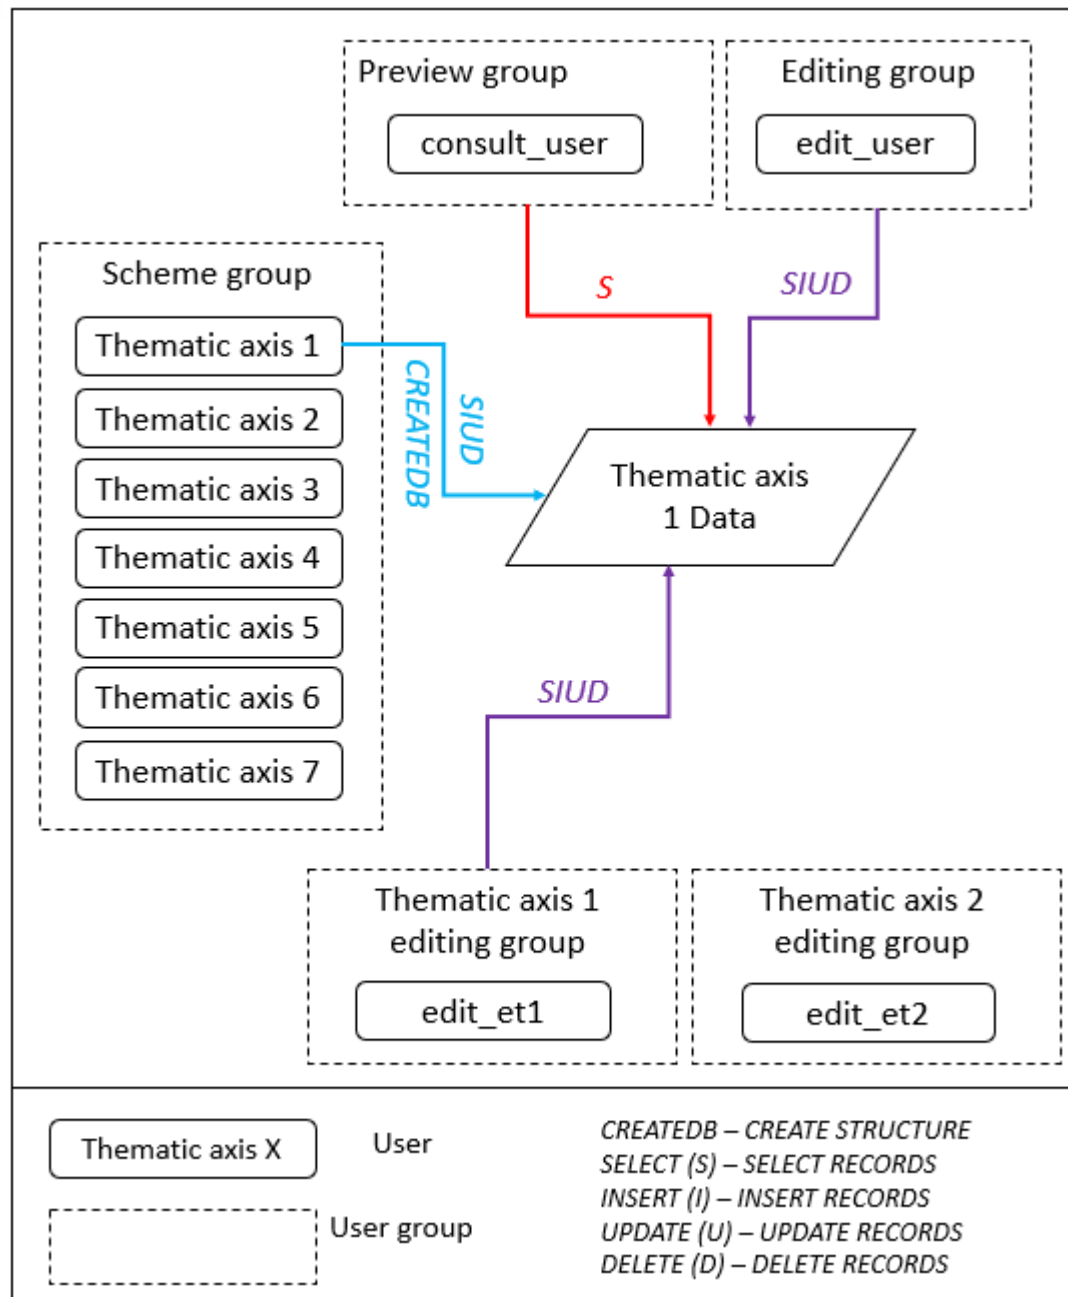 Preview group
consult_user
Editing group
edit_user
S
SIUD
Scheme group
Thematic axis 1
Thematic axis 2
Thematic axis 3
Thematic axis 4
Thematic axis 5
Thematic axis 6
Thematic axis 7
CREATEDB
SIUD
Thematic axis
1 Data
SIUD
Thematic axis 1
editing group
edit_et1
Thematic axis 2
editing group
edit_et2
Thematic axis X
User
User group
CREATEDB – CREATE STRUCTURE
SELECT (S) – SELECT RECORDS
INSERT (I) – INSERT RECORDS
UPDATE (U) – UPDATE RECORDS
DELETE (D) – DELETE RECORDS